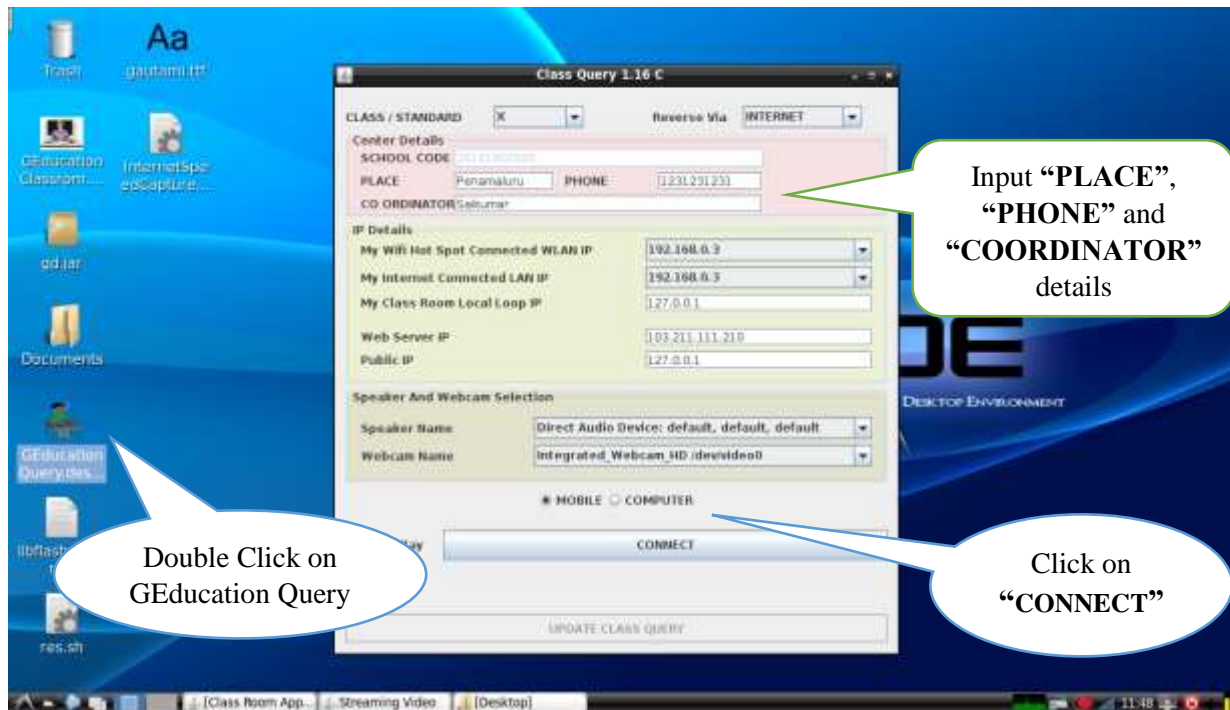 Aa
Trash
gautami.ttf
GEducation
Classrom....
InternetSpe
edCapture....
gd.jar
Documents
GEducation
Query.des...
res.sh
Class Query 1.16 C
CLASS / STANDARD X Reverse Via INTERNET
Center Details
SCHOOL CODE
PLACE Penamaluru PHONE 1231231231
CO ORDINATOR Saikumar
IP Details
My Wifi Hot Spot Connected WLAN IP 192.168.0.3
My Internet Connected LAN IP 192.168.0.3
My Class Room Local Loop IP 127.0.0.1
Web Server IP 103.211.111.210
Public IP 127.0.0.1
Speaker And Webcam Selection
Speaker Name Direct Audio Device: default, default, default
Webcam Name Integrated_Webcam_HD /dev/video0
MOBILE COMPUTER
CONNECT
UPDATE CLASS QUERY
Input “PLACE”,
“PHONE” and
“COORDINATOR”
details
DE
DESKTOP ENVIRONMENT
Double Click on
GEducation Query
Click on
“CONNECT”
[Class Room App... Streaming Video [Desktop] 11:48